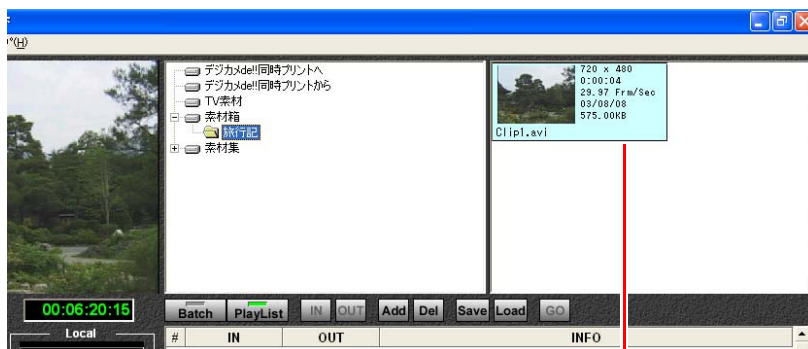 (H)
デジカメde!!同時プリントへ
デジカメde!!同時プリントから
TV素材
素材箱
旅行記
素材集
720 x 480
0:00:04
29.97 Frm/Sec
03/08/08
575.00KB
Clip1.avi
00:06:20:15
Batch PlayList IN OUT Add Del Save Load GO
Local
# IN OUT INFO